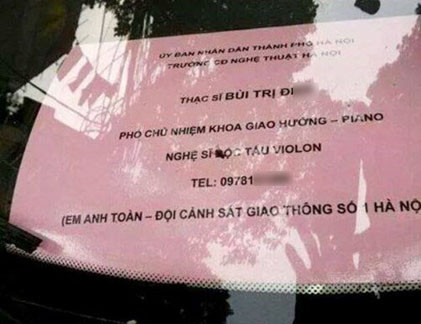 ỦY BAN NHÂN DÂN THÀNH PHỐ HÀ NỘI
TRƯỜNG CĐ NGHỆ THUẬT HÀ NỘI
THẠC SĨ BÙI TRỊ
PHÓ CHỦ NHIỆM KHOA GIAO HƯỞNG – PIANO
NGHỆ SĨ ĐỘC TẤU VIOLON
TEL: 09781
(EM ANH TOÀN – ĐỘI CẢNH SÁT GIAO THÔNG SỐ 1 HÀ NỘ